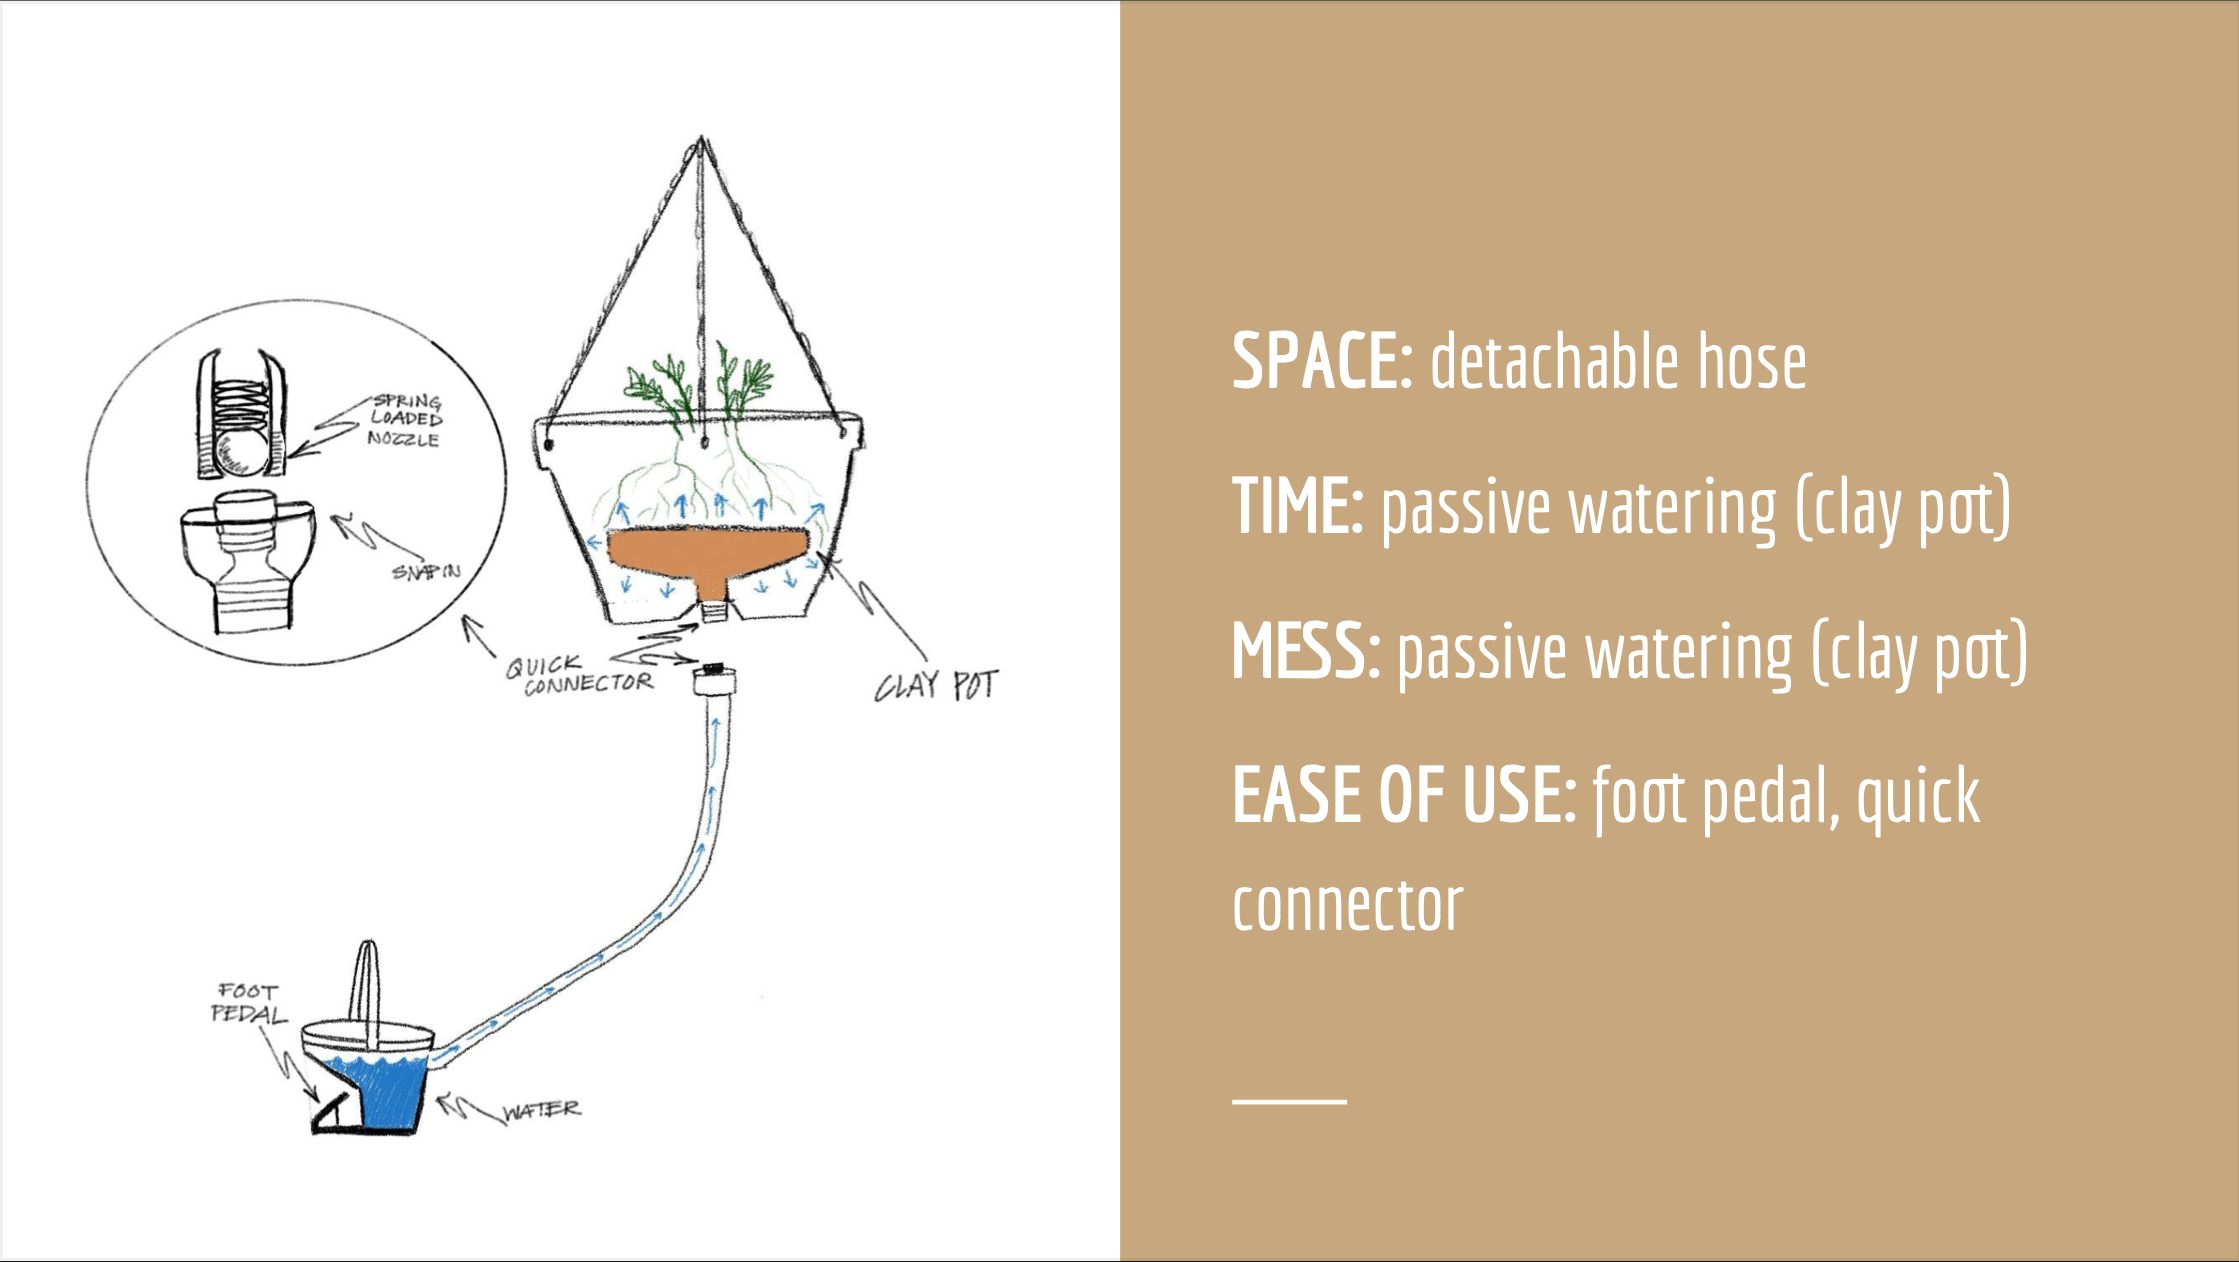 SPRING
LOADED
NOZZLE
SNAP IN
QUICK
CONNECTOR
CLAY POT
FOOT
PEDAL
WATER
SPACE: detachable hose
TIME: passive watering (clay pot)
MESS: passive watering (clay pot)
EASE OF USE: foot pedal, quick
connector